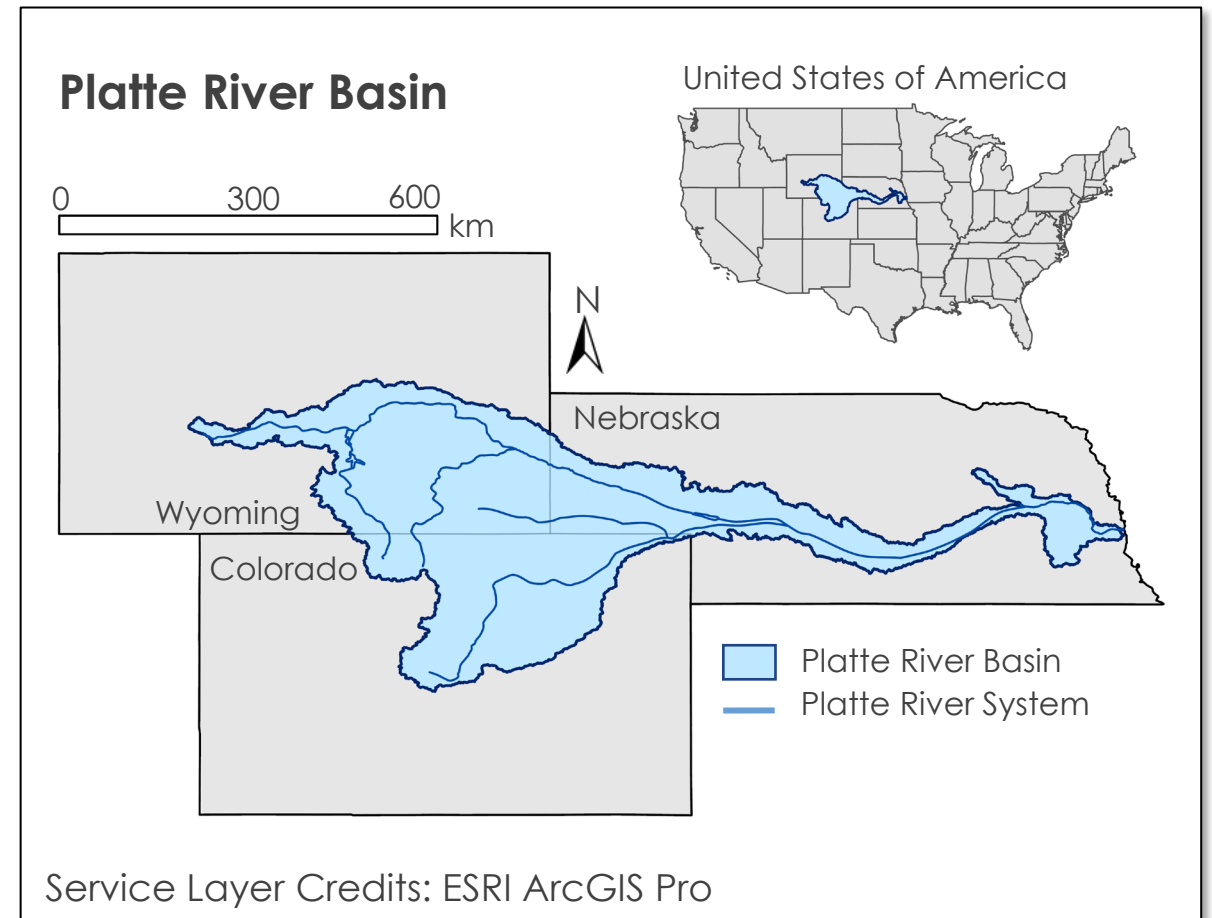 Platte River Basin
United States of America
0 300 600
km
N
Nebraska
Wyoming
Colorado
Platte River Basin
Platte River System
Service Layer Credits: ESRI ArcGIS Pro